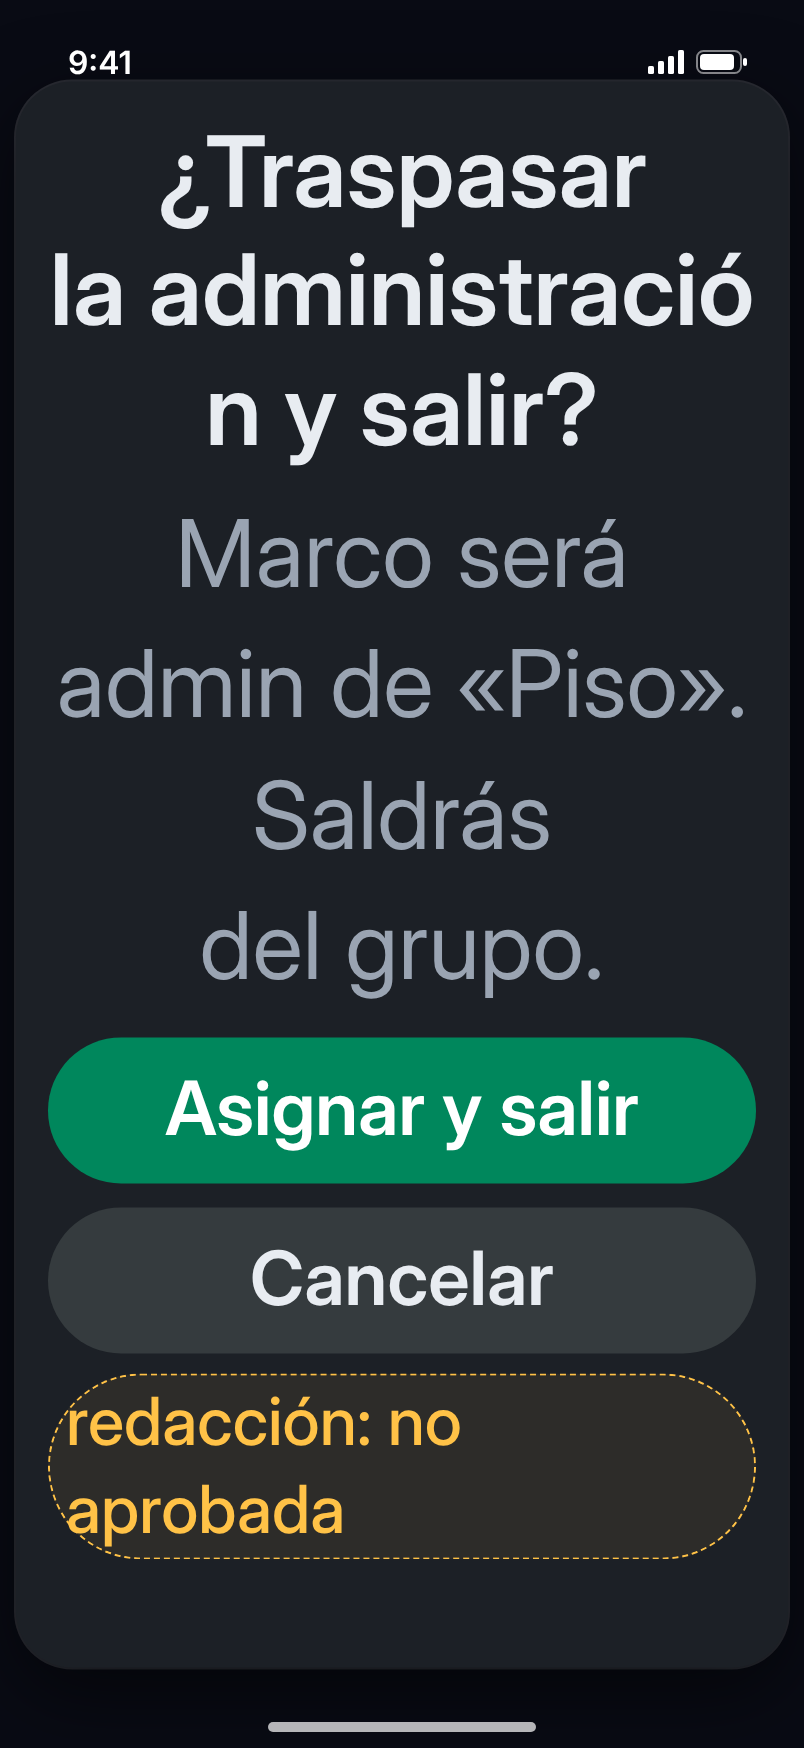 9:41
¿Traspasar
la administració
n y salir?
Marco será
admin de «Piso».
Saldrás
del grupo.
Asignar y salir
Cancelar
redacción: no
aprobada